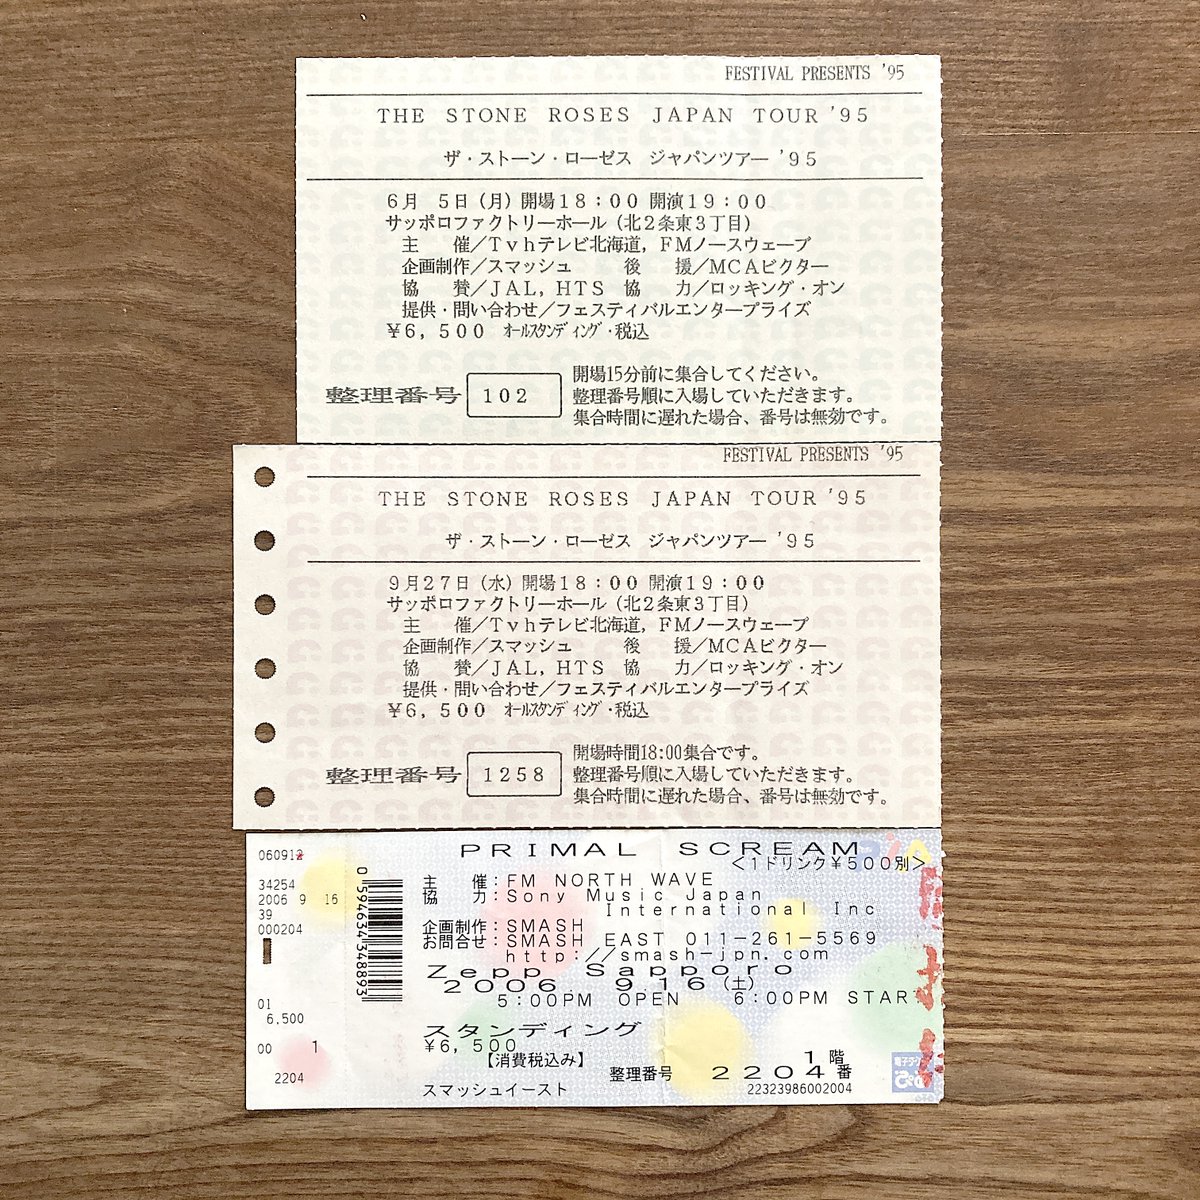 FESTIVAL PRESENTS '95
THE STONE ROSES JAPAN TOUR '95
ザ・ストーン・ローゼス ジャパンツアー '95
6月 5日(月)開場18:00 開演19:00
サッポロファクトリーホール(北2条東3丁目)
主 催/Tvhテレビ北海道,FMノースウェーブ
企画制作/スマッシュ 後 援/MCAビクター
協 賛/JAL,HTS 協 力/ロッキング・オン
提供・問い合わせ/フェスティバルエンタープライズ
¥6,500 オールスタンディング・税込
開場15分前に集合してください。
整理番号 102 整理番号順に入場していただきます。
集合時間に遅れた場合、番号は無効です。
FESTIVAL PRESENTS '95
THE STONE ROSES JAPAN TOUR '95
ザ・ストーン・ローゼス ジャパンツアー '95
9月27日(水)開場18:00 開演19:00
サッポロファクトリーホール(北2条東3丁目)
主 催/Tvhテレビ北海道,FMノースウェーブ
企画制作/スマッシュ 後 援/MCAビクター
協 賛/JAL,HTS 協 力/ロッキング・オン
提供・問い合わせ/フェスティバルエンタープライズ
¥6,500 オールスタンディング・税込
開場時間18:00集合です。
整理番号 1258 整理番号順に入場していただきます。
集合時間に遅れた場合、番号は無効です。
060912
34254
2006 9 16
39
000204
01
6,500
00 1
2204
0594634348893
PRIMAL SCREAM
<1ドリンク¥500別>
主 催:FM NORTH WAVE
協 力:Sony Music Japan
International Inc
企画制作:SMASH
お問合せ:SMASH EAST 011-261-5569
http://smash-jpn.com
Zepp Sapporo
2006. 9.16(土)
5:00PM OPEN 6:00PM STAR
スタンディング
¥6,500
【消費税込み】
1階
整理番号 2204番
スマッシュイースト 22323986002004